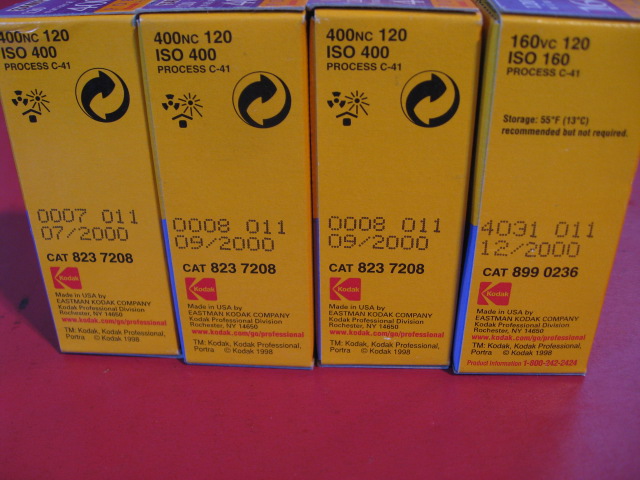 400NC 120
ISO 400
PROCESS C-41
0007 011
07/2000
CAT 823 7208
Kodak
Made in USA by
EASTMAN KODAK COMPANY
Kodak Professional Division
Rochester, NY 14650
www.kodak.com/go/professional
TM: Kodak, Kodak Professional,
Portra © Kodak 1998
400NC 120
ISO 400
PROCESS C-41
0008 011
09/2000
CAT 823 7208
Kodak
Made in USA by
EASTMAN KODAK COMPANY
Kodak Professional Division
Rochester, NY 14650
www.kodak.com/go/professional
TM: Kodak, Kodak Professional,
Portra © Kodak 1998
400NC 120
ISO 400
PROCESS C-41
0008 011
09/2000
CAT 823 7208
Kodak
Made in USA by
EASTMAN KODAK COMPANY
Kodak Professional Division
Rochester, NY 14650
www.kodak.com/go/professional
TM: Kodak, Kodak Professional,
Portra © Kodak 1998
160VC 120
ISO 160
PROCESS C-41
Storage: 55°F (13°C)
recommended but not required.
4031 011
12/2000
CAT 899 0236
Kodak
Made in USA by
EASTMAN KODAK COMPANY
Kodak Professional Division
Rochester, NY 14650
www.kodak.com/go/professional
TM: Kodak, Kodak Professional,
Portra © Kodak 1998
Product Information 1-800-242-2424